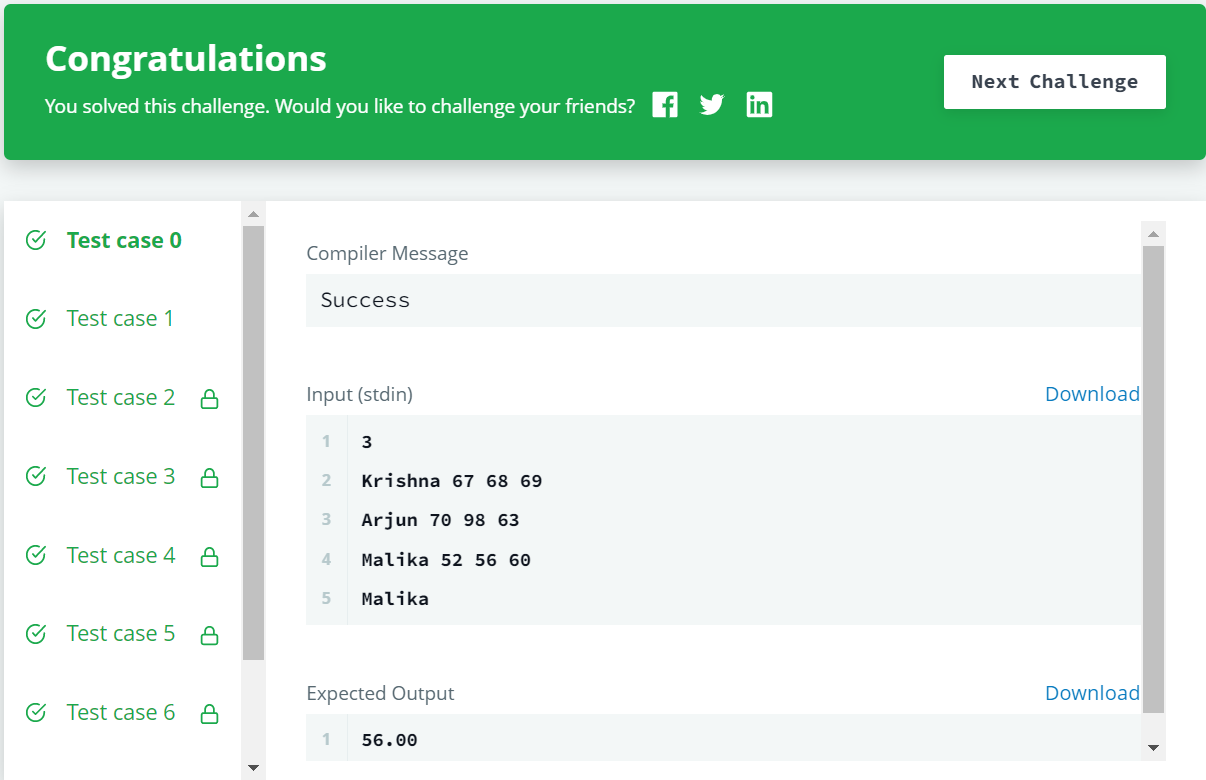 Congratulations
You solved this challenge. Would you like to challenge your friends?
Next Challenge
Test case 0
Test case 1
Test case 2
Test case 3
Test case 4
Test case 5
Test case 6
Compiler Message
Success
Input (stdin)
Download
1 3
2 Krishna 67 68 69
3 Arjun 70 98 63
4 Malika 52 56 60
5 Malika
Expected Output
Download
1 56.00